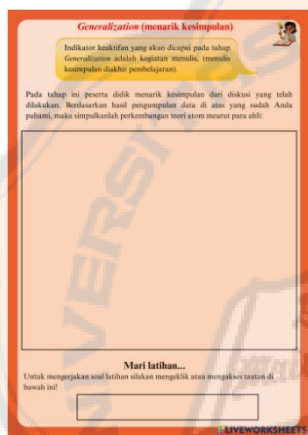 Generalization (menarik kesimpulan)
Indikator keaktifan yang akan dicapai pada tahap
Generalization adalah kegiatan menulis, (menulis
kesimpulan diakhir pembelajaran).
Pada tahap ini peserta didik menarik kesimpulan dari diskusi yang telah
dilakukan. Berdasarkan hasil pengumpulan data di atas yang sudah Anda
pahami, maka simpulkanlah perkembangan teori atom meurut para ahli:
Mari latihan...
Untuk mengerjakan soal latihan silakan mengeklik atau mengakses tautan di
bawah ini!
LIVEWORKSHEETS